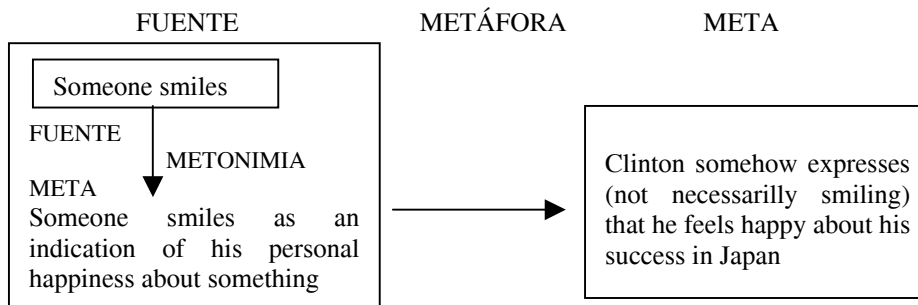 FUENTE METÁFORA META
Someone smiles
FUENTE
METONIMIA
META
Someone smiles as an
indication of his personal
happiness about something
Clinton somehow expresses
(not necessarilly smiling)
that he feels happy about his
success in Japan